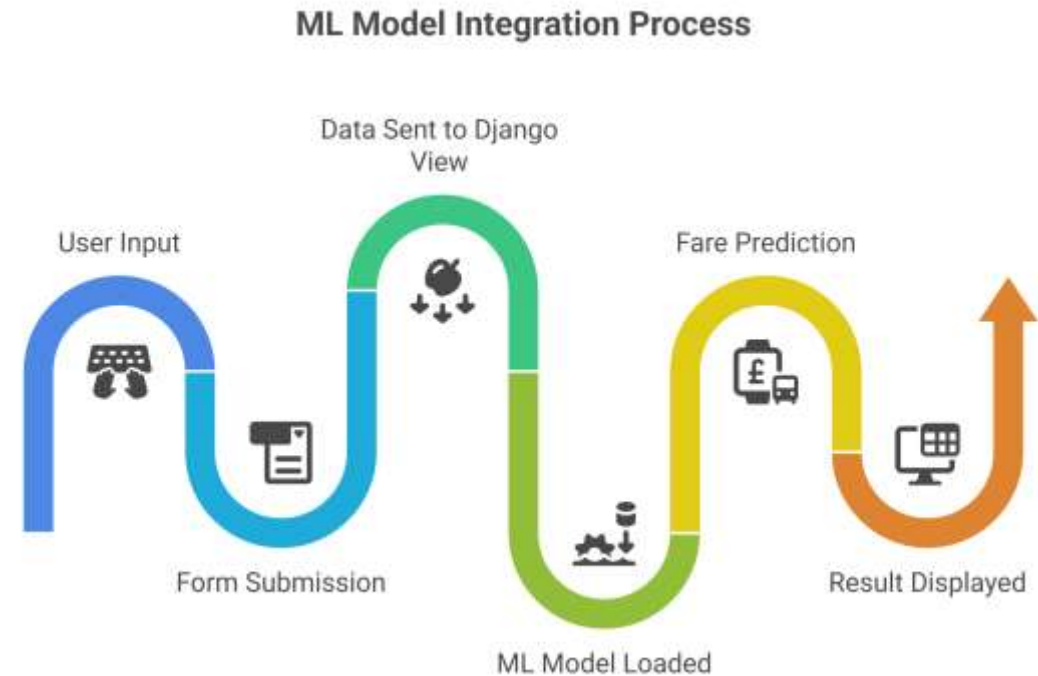 ML Model Integration Process
Data Sent to Django
View
User Input
Fare Prediction
£
Form Submission
Result Displayed
ML Model Loaded